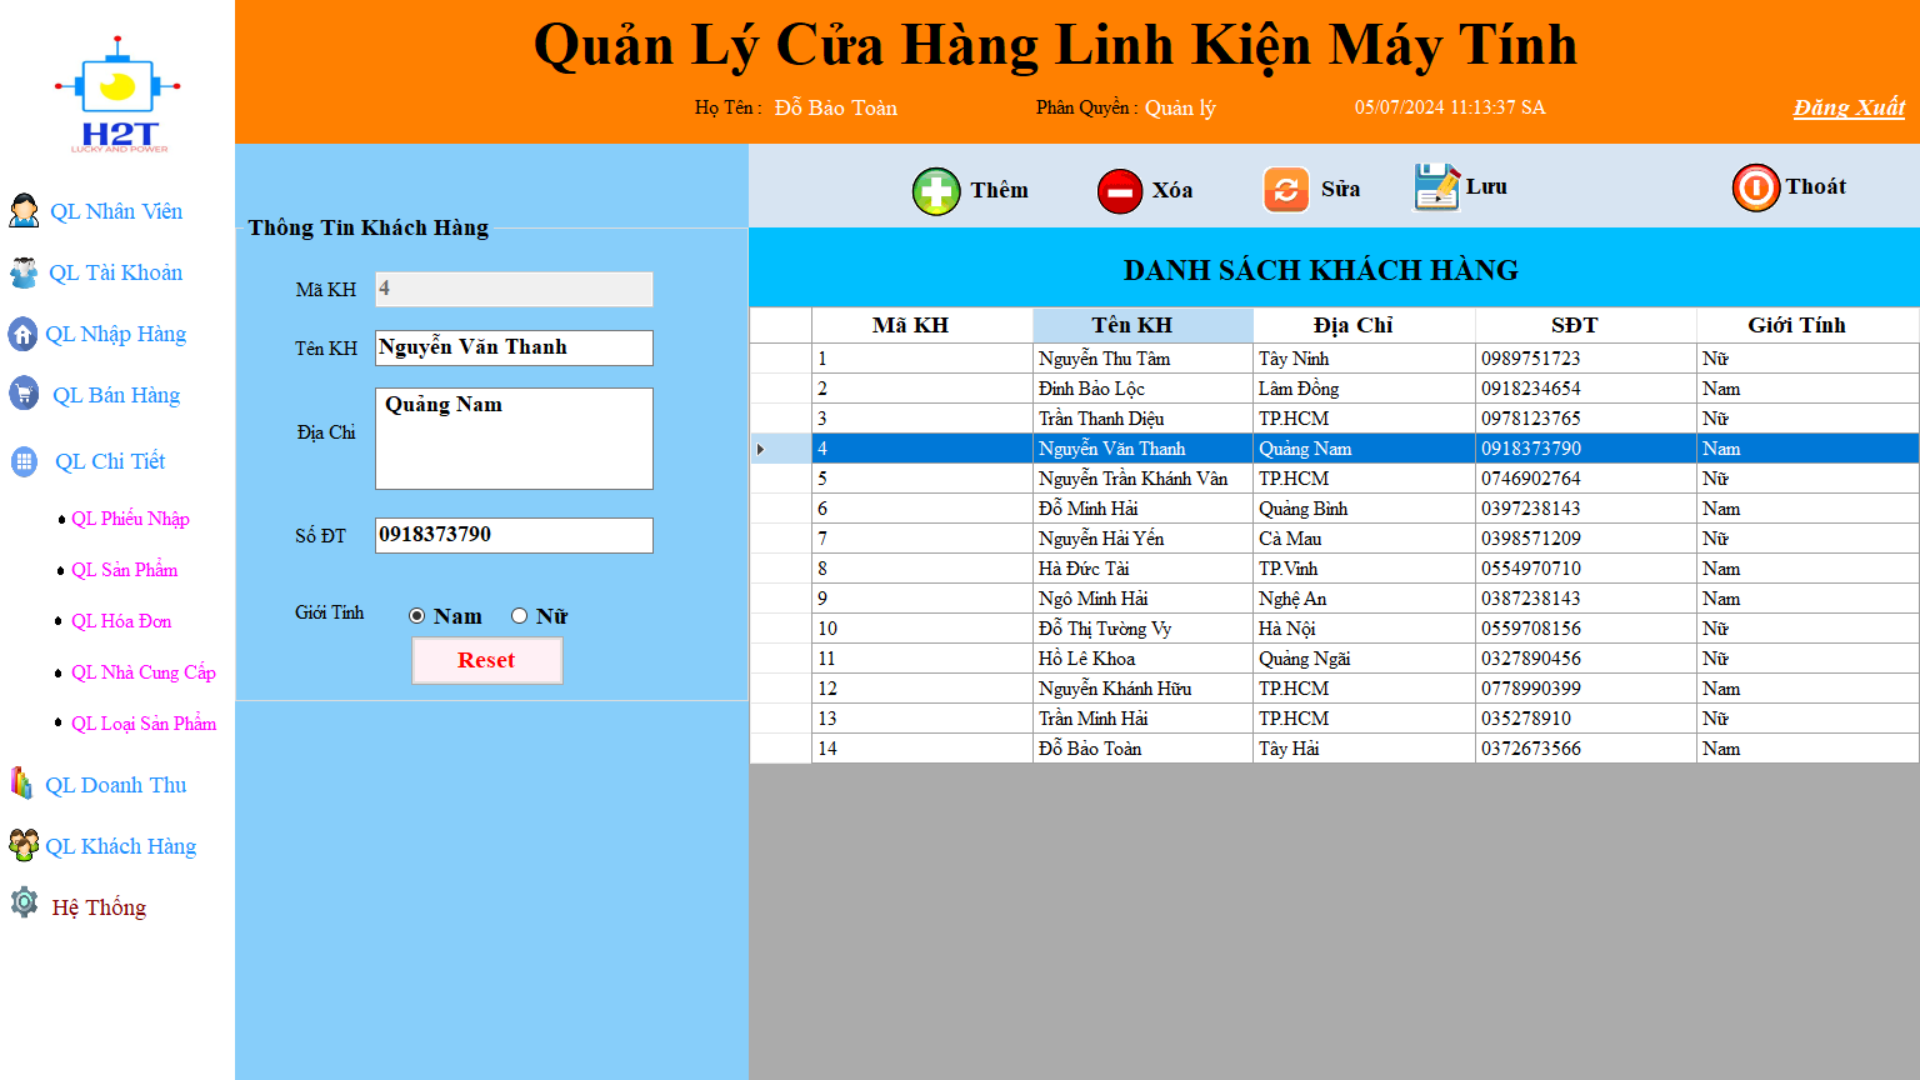 Quản Lý Cửa Hàng Linh Kiện Máy Tính
Họ Tên : Đỗ Bảo Toàn Phân Quyền : Quản lý 05/07/2024 11:13:37 SA Đăng Xuất
H2T
LUCKY AND POWER
QL Nhân Viên
QL Tài Khoản
QL Nhập Hàng
QL Bán Hàng
QL Chi Tiết
QL Phiếu Nhập
QL Sản Phẩm
QL Hóa Đơn
QL Nhà Cung Cấp
QL Loại Sản Phẩm
QL Doanh Thu
QL Khách Hàng
Hệ Thống
Thông Tin Khách Hàng
Mã KH 4
Tên KH Nguyễn Văn Thanh
Địa Chỉ Quảng Nam
Số ĐT 0918373790
Giới Tính Nam Nữ
Reset
Thêm Xóa Sửa Lưu Thoát
DANH SÁCH KHÁCH HÀNG
Mã KH Tên KH Địa Chỉ SĐT Giới Tính
1 Nguyễn Thu Tâm Tây Ninh 0989751723 Nữ
2 Đinh Bảo Lộc Lâm Đồng 0918234654 Nam
3 Trần Thanh Diệu TP.HCM 0978123765 Nữ
4 Nguyễn Văn Thanh Quảng Nam 0918373790 Nam
5 Nguyễn Trần Khánh Vân TP.HCM 0746902764 Nữ
6 Đỗ Minh Hải Quảng Bình 0397238143 Nam
7 Nguyễn Hải Yến Cà Mau 0398571209 Nữ
8 Hà Đức Tài TP.Vinh 0554970710 Nam
9 Ngô Minh Hải Nghệ An 0387238143 Nam
10 Đỗ Thị Tường Vy Hà Nội 0559708156 Nữ
11 Hồ Lê Khoa Quảng Ngãi 0327890456 Nữ
12 Nguyễn Khánh Hữu TP.HCM 0778990399 Nam
13 Trần Minh Hải TP.HCM 035278910 Nữ
14 Đỗ Bảo Toàn Tây Hải 0372673566 Nam